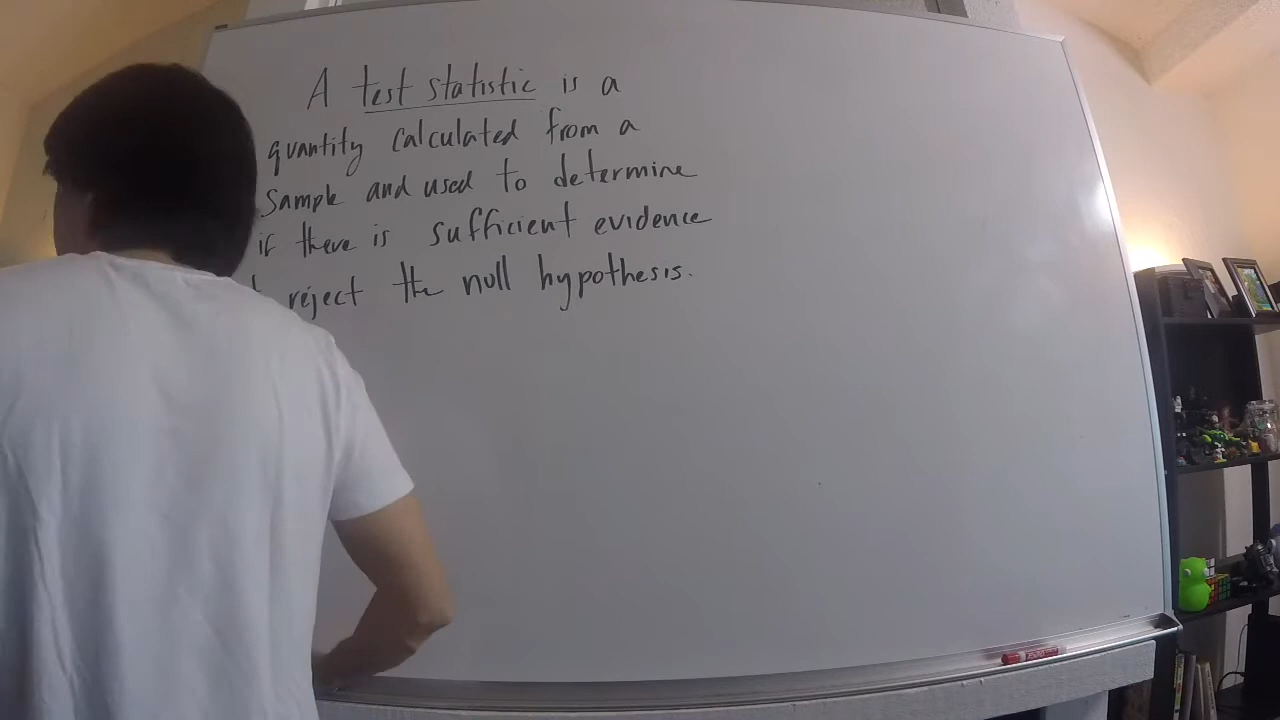 A test statistic is a
quantity calculated from a
Sample and used to determine
if there is sufficient evidence
reject the null hypothesis.